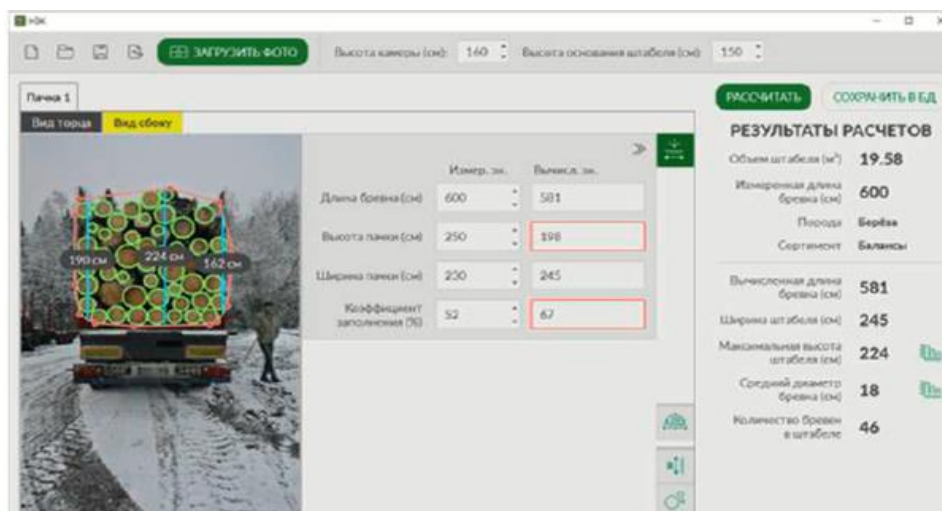 ЗАГРУЗИТЬ ФОТО
Высота камеры (см): 160
Высота основания штабеля (см): 150
Пачка 1
РАССЧИТАТЬ
СОХРАНИТЬ В БД
Вид торца
Вид сбоку
РЕЗУЛЬТАТЫ РАСЧЕТОВ
Измер. зн.
Вычисл. зн.
Длина бревна (см) 600 581
Высота пачки (см) 250 198
Ширина пачки (см) 230 245
Коэффициент
заполнения (%) 52 67
190 см
224 см
162 см
Объем штабеля (м³) 19.58
Измеренная длина
бревна (см) 600
Порода Берёза
Сортимент Балансы
Вычисленная длина
бревна (см) 581
Ширина штабеля (см) 245
Максимальная высота
штабеля (см) 224
Средний диаметр
бревна (см) 18
Количество бревен
в штабеле 46